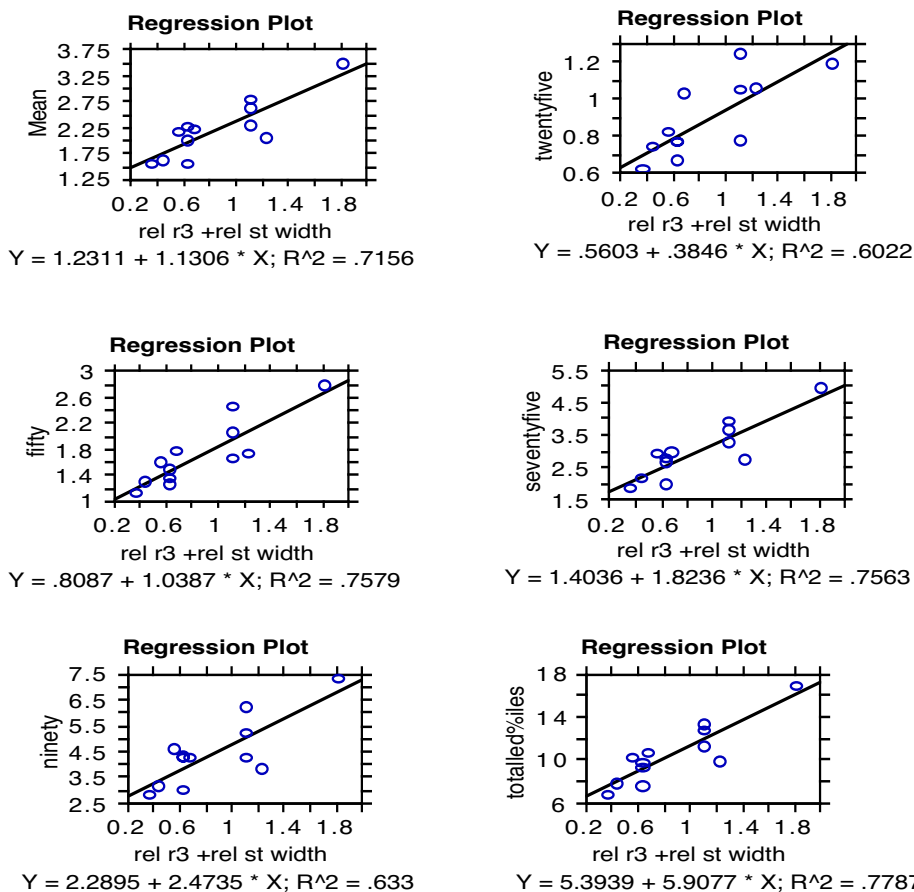 Regression Plot
3.75
3.25
2.75
2.25
1.75
1.25
Mean
0.2 0.6 1 1.4 1.8
rel r3 +rel st width
Y = 1.2311 + 1.1306 * X; R^2 = .7156
Regression Plot
1.2
1
0.8
0.6
twentyfive
0.2 0.6 1 1.4 1.8
rel r3 +rel st width
Y = .5603 + .3846 * X; R^2 = .6022
Regression Plot
3
2.6
2.2
1.8
1.4
1
fifty
0.2 0.6 1 1.4 1.8
rel r3 +rel st width
Y = .8087 + 1.0387 * X; R^2 = .7579
Regression Plot
5.5
4.5
3.5
2.5
1.5
seventyfive
0.2 0.6 1 1.4 1.8
rel r3 +rel st width
Y = 1.4036 + 1.8236 * X; R^2 = .7563
Regression Plot
7.5
6.5
5.5
4.5
3.5
2.5
ninety
0.2 0.6 1 1.4 1.8
rel r3 +rel st width
Y = 2.2895 + 2.4735 * X; R^2 = .633
Regression Plot
18
14
10
6
totalled%iles
0.2 0.6 1 1.4 1.8
rel r3 +rel st width
Y = 5.3939 + 5.9077 * X; R^2 = .7787